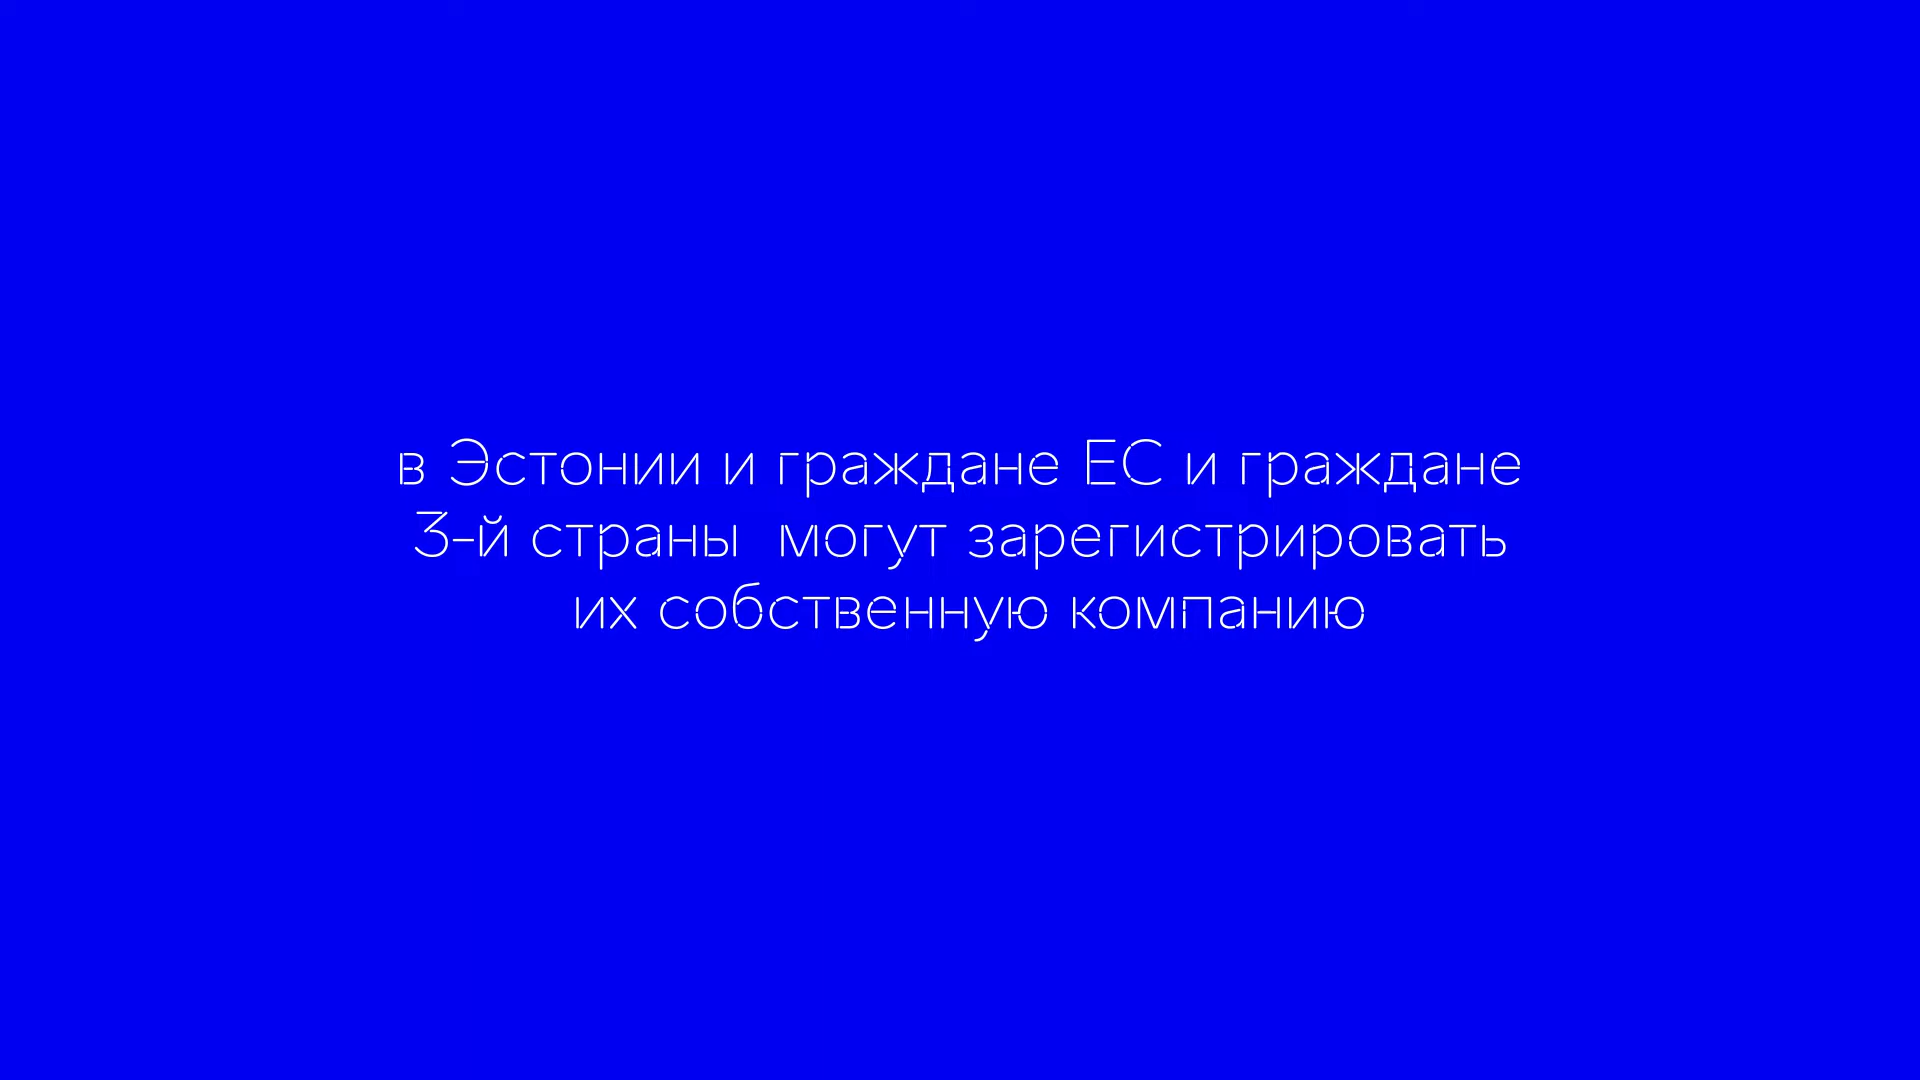 в Эстонии и граждане ЕС и граждане
3-й страны  могут зарегистрировать
их собственную компанию